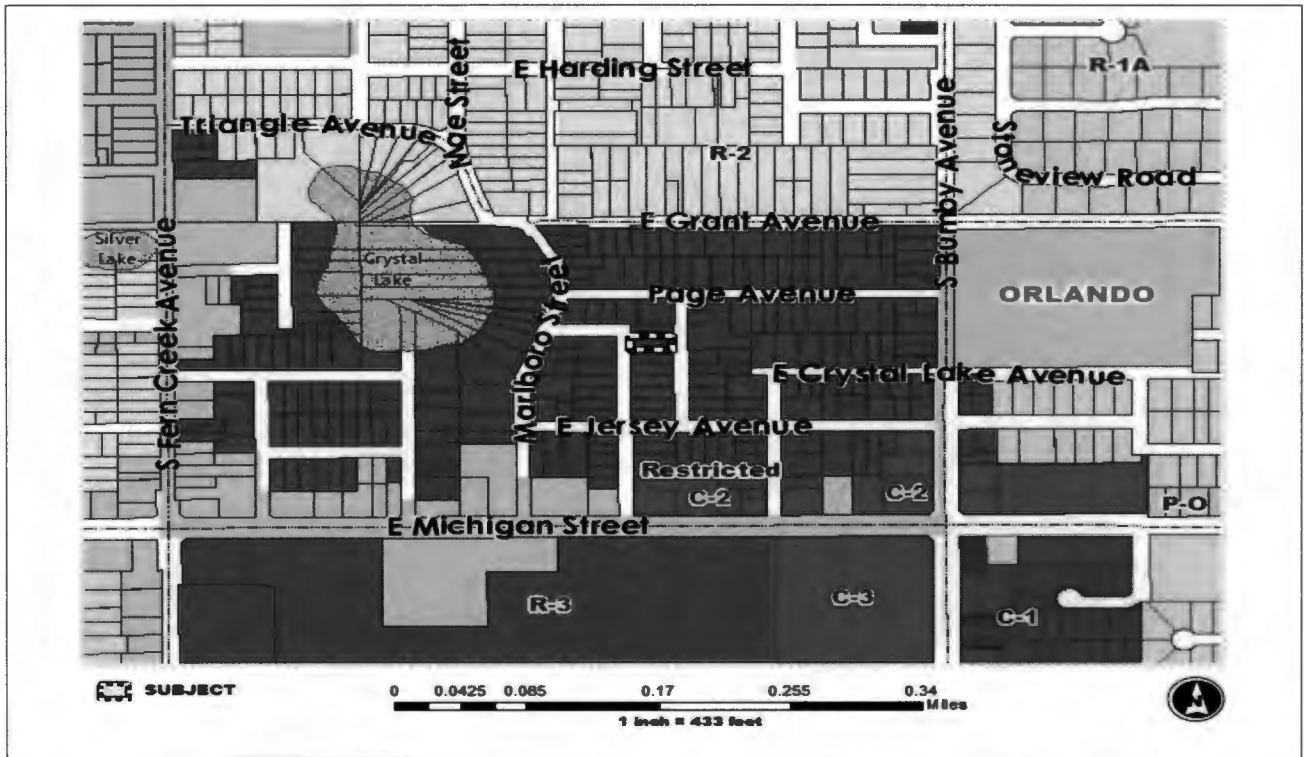 E Harding Street
R-1A
Triangle Avenue
Nae Street
R-2
Stoneview Road
E Grant Avenue
S Bumby Avenue
Silver
Lake
Crystal
Lake
S Fern Creek Avenue
Marlboro Street
Page Avenue
ORLANDO
E Crystal Lake Avenue
E Jersey Avenue
Restricted
C-2
C-2
P-O
E Michigan Street
R-3
C-3
C-1
SUBJECT
0 0.0425 0.085 0.17 0.255 0.34
Miles
1 inch = 433 feet
N